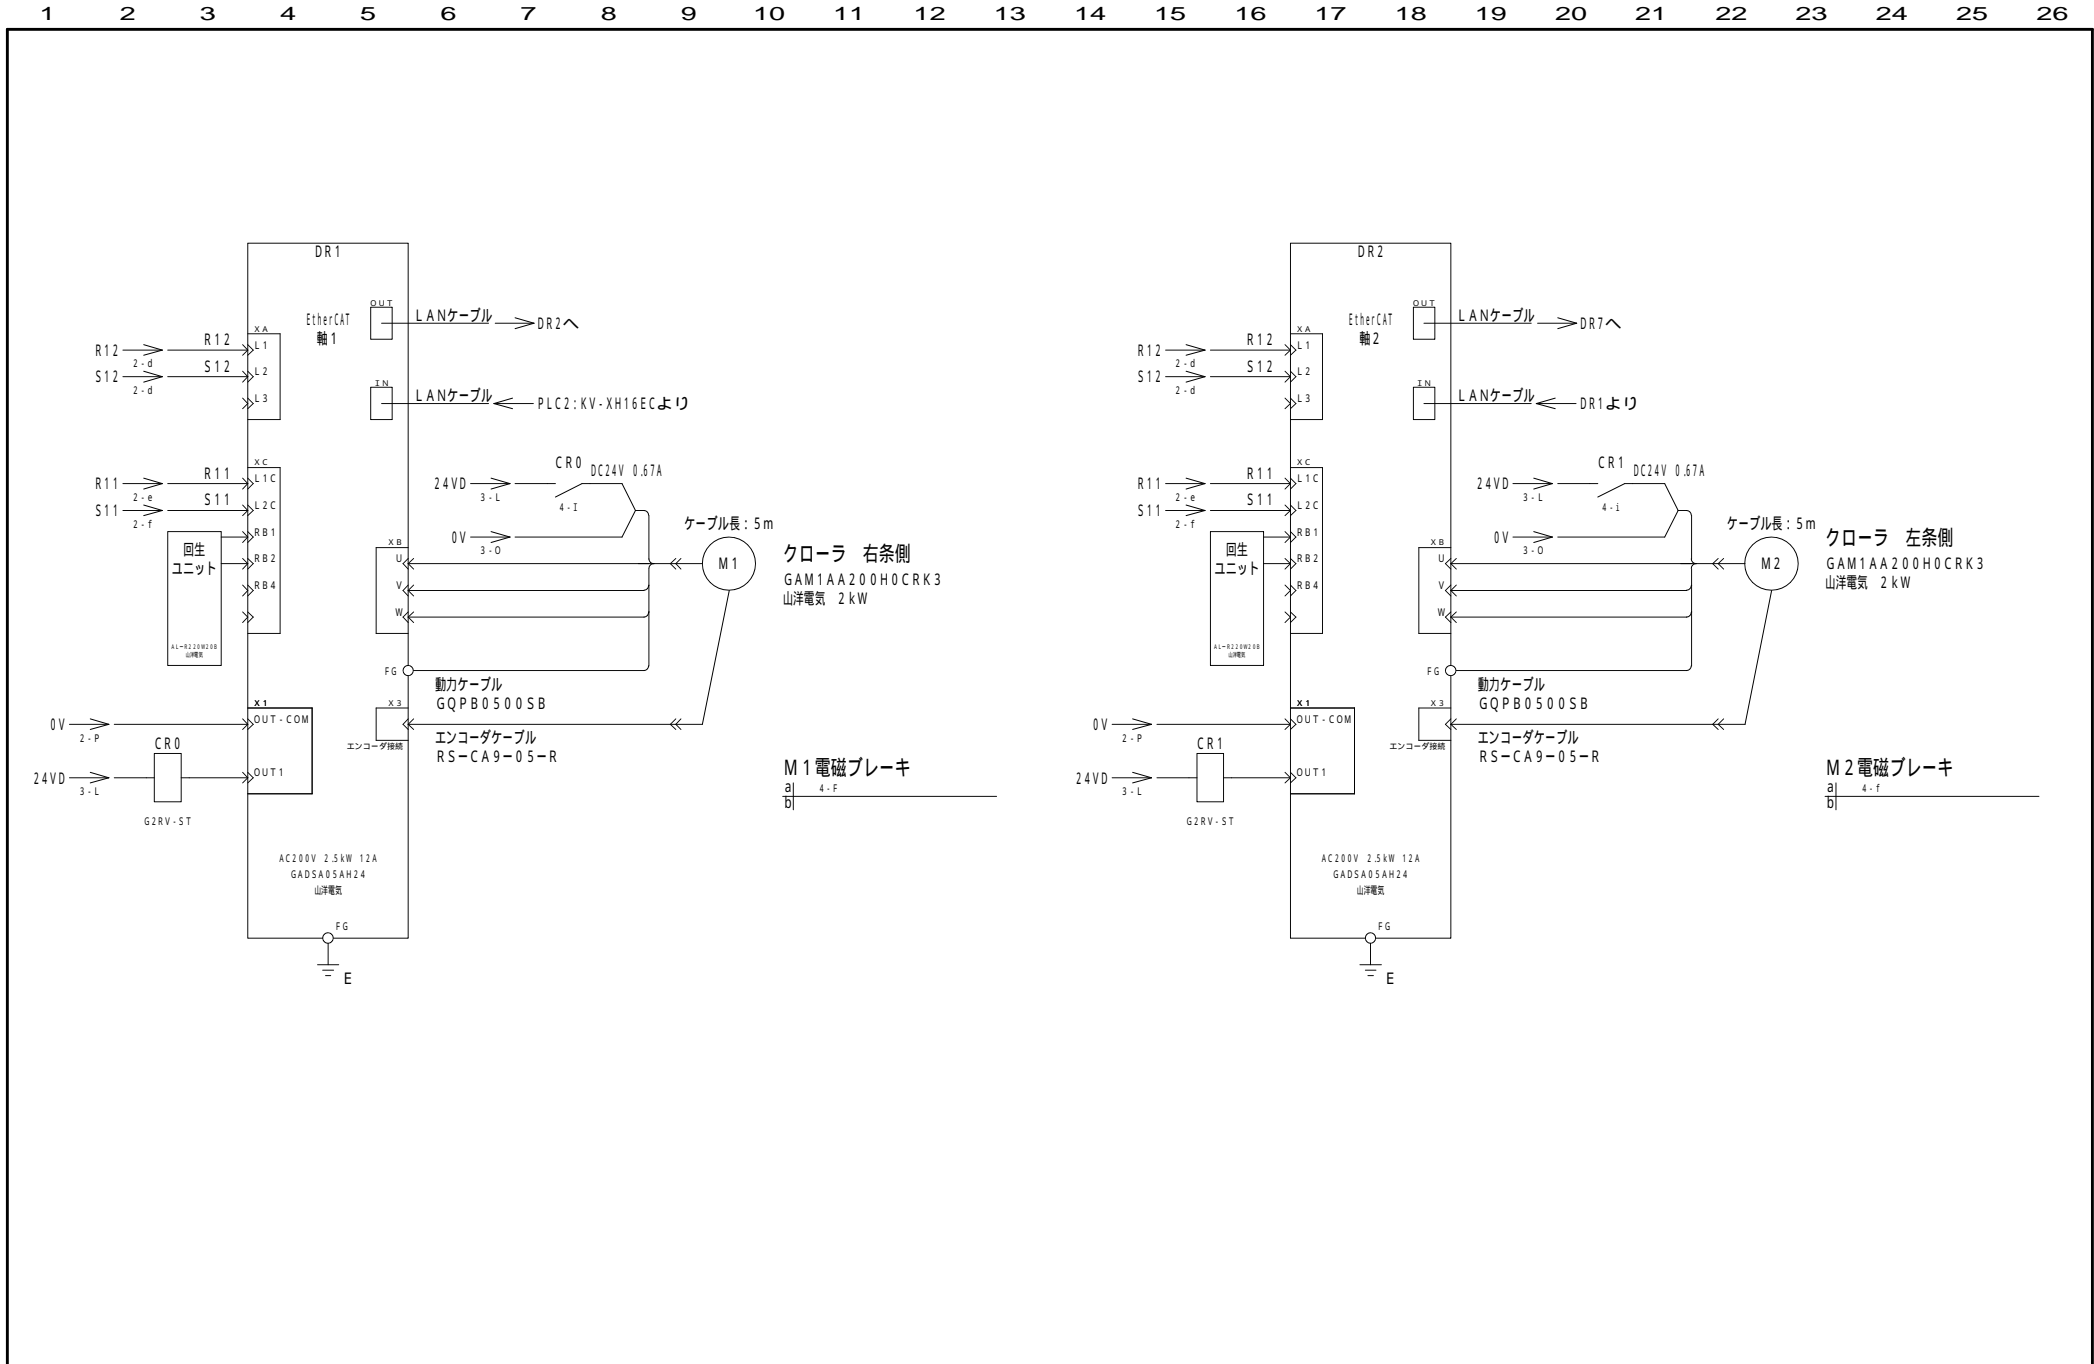 1 2 3 4 5 6 7 8 9 10 11 12 13 14 15 16 17 18 19 20 21 22 23 24 25 26
DR1
OUT
EtherCAT
軸1
LANケーブル
DR2へ
XA
R12
R12
L1
2-d
S12
S12
L2
2-d
L3
IN
LANケーブル
PLC2:KV-XH16ECより
XC
R11
R11
L1C
2-e
S11
S11
L2C
2-f
RB1
RB2
RB4
回生
ユニット
AL-R220W20B
山洋電気
CR0
DC24V 0.67A
24VD
3-L
4-I
0V
3-O
XB
U
V
W
FG
ケーブル長:5m
M1
クローラ 右条側
GAM1AA200H0CRK3
山洋電気 2kW
動力ケーブル
GQPB0500SB
X3
エンコーダ接続
エンコーダケーブル
RS-CA9-05-R
X1
0V
2-P
OUT-COM
CR0
24VD
3-L
OUT1
G2RV-ST
M1電磁ブレーキ
a 4-F
b
AC200V 2.5kW 12A
GADSA05AH24
山洋電気
FG
E
DR2
OUT
EtherCAT
軸2
LANケーブル
DR7へ
XA
R12
R12
L1
2-d
S12
S12
L2
2-d
L3
IN
LANケーブル
DR1より
XC
R11
R11
L1C
2-e
S11
S11
L2C
2-f
RB1
RB2
RB4
回生
ユニット
AL-R220W20B
山洋電気
CR1
DC24V 0.67A
24VD
3-L
4-i
0V
3-O
XB
U
V
W
FG
ケーブル長:5m
M2
クローラ 左条側
GAM1AA200H0CRK3
山洋電気 2kW
動力ケーブル
GQPB0500SB
X3
エンコーダ接続
エンコーダケーブル
RS-CA9-05-R
X1
0V
2-P
OUT-COM
CR1
24VD
3-L
OUT1
G2RV-ST
M2電磁ブレーキ
a 4-f
b
AC200V 2.5kW 12A
GADSA05AH24
山洋電気
FG
E